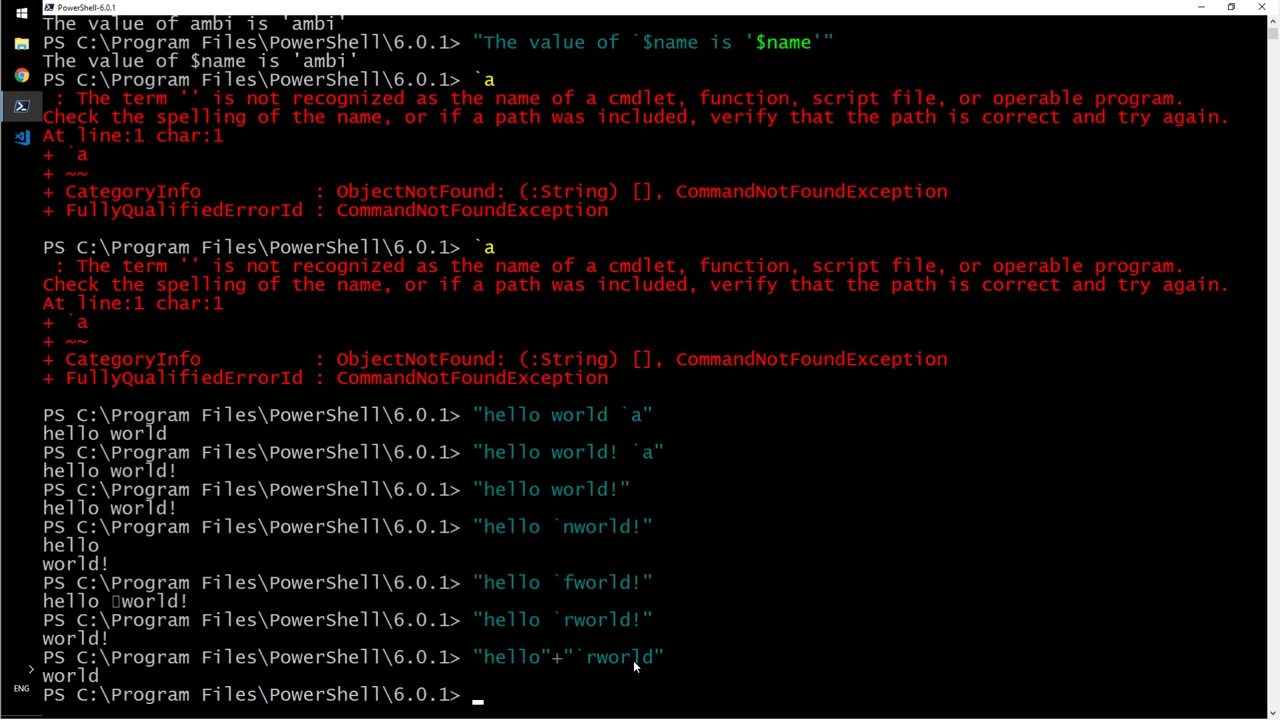 PowerShell-6.0.1
The value of ambi is 'ambi'
PS C:\Program Files\PowerShell\6.0.1> "The value of `$name is '$name'"
The value of $name is 'ambi'
PS C:\Program Files\PowerShell\6.0.1> `a
 : The term '' is not recognized as the name of a cmdlet, function, script file, or operable program.
Check the spelling of the name, or if a path was included, verify that the path is correct and try again.
At line:1 char:1
+ `a
+ ~~
+ CategoryInfo          : ObjectNotFound: (:String) [], CommandNotFoundException
+ FullyQualifiedErrorId : CommandNotFoundException
PS C:\Program Files\PowerShell\6.0.1> `a
 : The term '' is not recognized as the name of a cmdlet, function, script file, or operable program.
Check the spelling of the name, or if a path was included, verify that the path is correct and try again.
At line:1 char:1
+ `a
+ ~~
+ CategoryInfo          : ObjectNotFound: (:String) [], CommandNotFoundException
+ FullyQualifiedErrorId : CommandNotFoundException
PS C:\Program Files\PowerShell\6.0.1> "hello world `a"
hello world
PS C:\Program Files\PowerShell\6.0.1> "hello world! `a"
hello world!
PS C:\Program Files\PowerShell\6.0.1> "hello world!"
hello world!
PS C:\Program Files\PowerShell\6.0.1> "hello `nworld!"
hello
world!
PS C:\Program Files\PowerShell\6.0.1> "hello `fworld!"
hello ▯world!
PS C:\Program Files\PowerShell\6.0.1> "hello `rworld!"
world!
PS C:\Program Files\PowerShell\6.0.1> "hello"+"`rworld"
world
PS C:\Program Files\PowerShell\6.0.1>
ENG